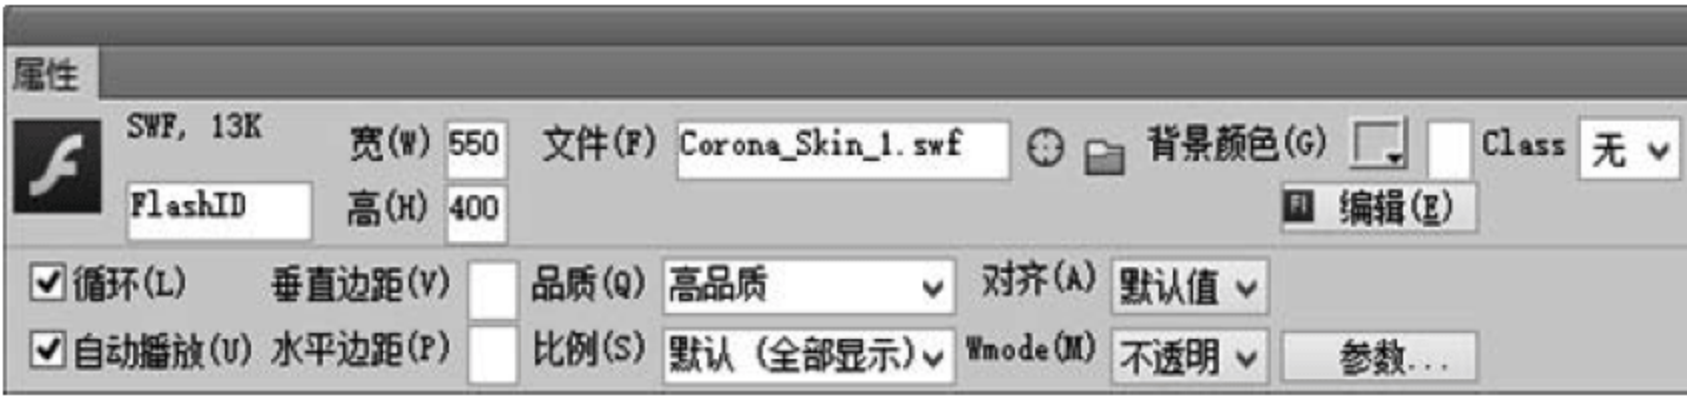 属性
SWF, 13K 宽(W) 550 文件(F) Corona_Skin_1.swf 背景颜色(G) Class 无
FlashID 高(H) 400 编辑(E)
循环(L) 垂直边距(V) 品质(Q) 高品质 对齐(A) 默认值
自动播放(U) 水平边距(P) 比例(S) 默认 (全部显示) Wmode(M) 不透明 参数...